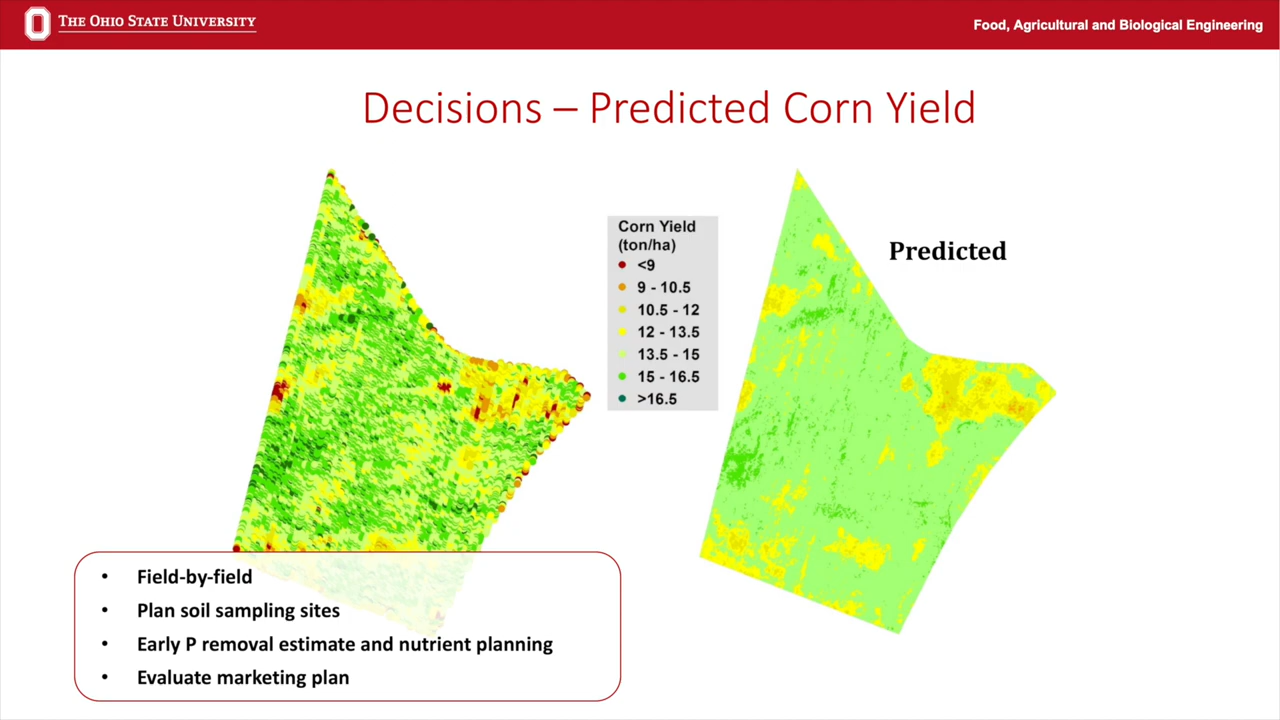 THE OHIO STATE UNIVERSITY
Food, Agricultural and Biological Engineering
Decisions – Predicted Corn Yield
Corn Yield
(ton/ha)
<9
9 - 10.5
10.5 - 12
12 - 13.5
13.5 - 15
15 - 16.5
>16.5
Predicted
• Field-by-field
• Plan soil sampling sites
• Early P removal estimate and nutrient planning
• Evaluate marketing plan